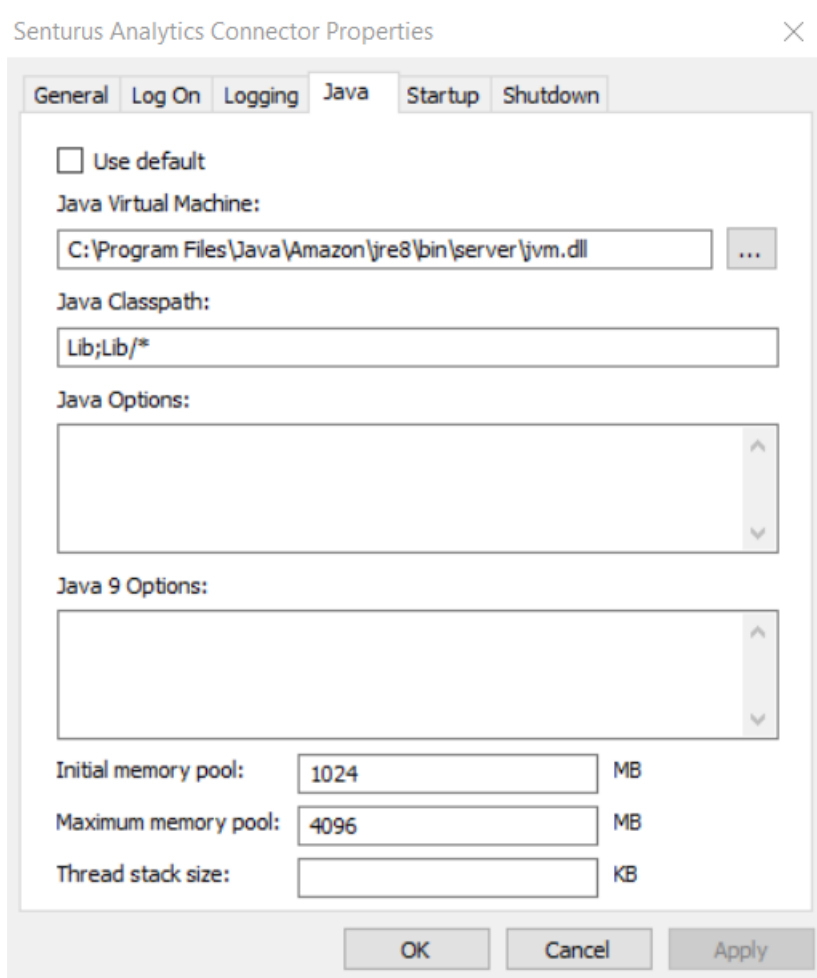 Senturus Analytics Connector Properties
General Log On Logging Java Startup Shutdown
Use default
Java Virtual Machine:
C:\Program Files\Java\Amazon\jre8\bin\server\jvm.dll ...
Java Classpath:
Lib;Lib/*
Java Options:
Java 9 Options:
Initial memory pool: 1024 MB
Maximum memory pool: 4096 MB
Thread stack size: KB
OK Cancel Apply